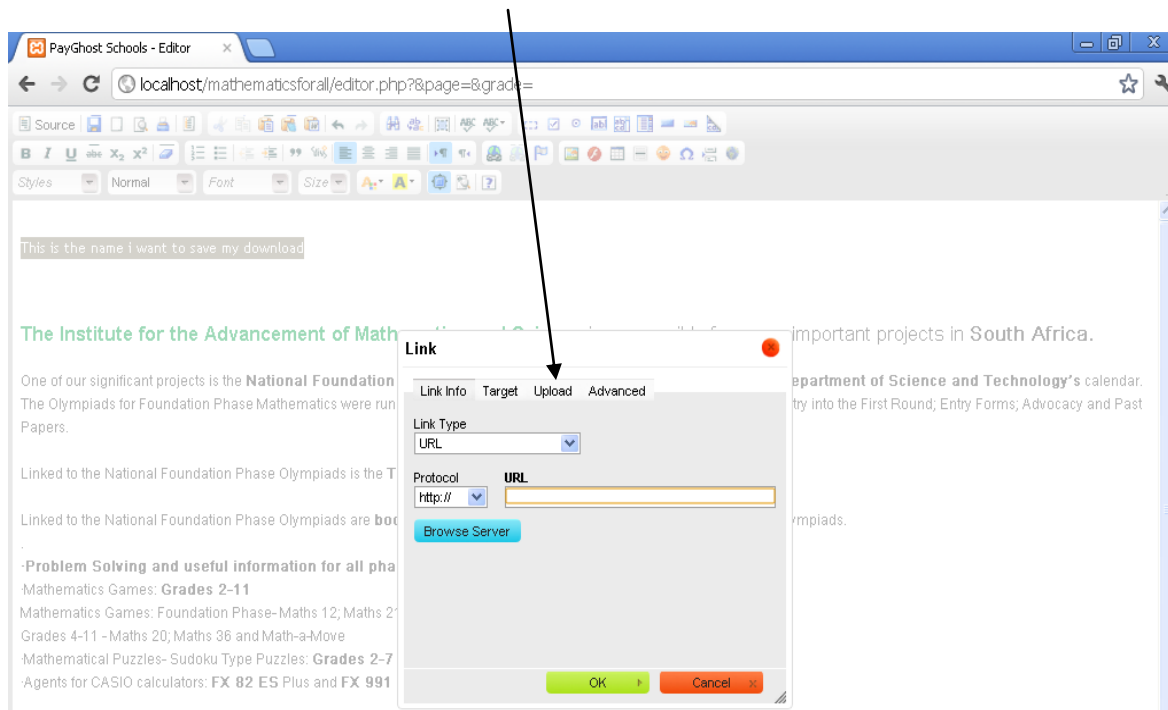 PayGhost Schools - Editor
localhost/mathematicsforall/editor.php?&page=&grade=
Source
B I U abc X₂ X²
Styles Normal Font Size
This is the name i want to save my download
The Institute for the Advancement of Math important projects in South Africa.
One of our significant projects is the National Foundation epartment of Science and Technology's calendar.
The Olympiads for Foundation Phase Mathematics were run try into the First Round; Entry Forms; Advocacy and Past
Papers.
Linked to the National Foundation Phase Olympiads is the T
Linked to the National Foundation Phase Olympiads are boo ympiads.
.
·Problem Solving and useful information for all pha
·Mathematics Games: Grades 2-11
Mathematics Games: Foundation Phase- Maths 12; Maths 2
Grades 4-11 - Maths 20; Maths 36 and Math-a-Move
·Mathematical Puzzles- Sudoku Type Puzzles: Grades 2-7
·Agents for CASIO calculators: FX 82 ES Plus and FX 991
Link
Link Info Target Upload Advanced
Link Type
URL
Protocol URL
http://
Browse Server
OK Cancel